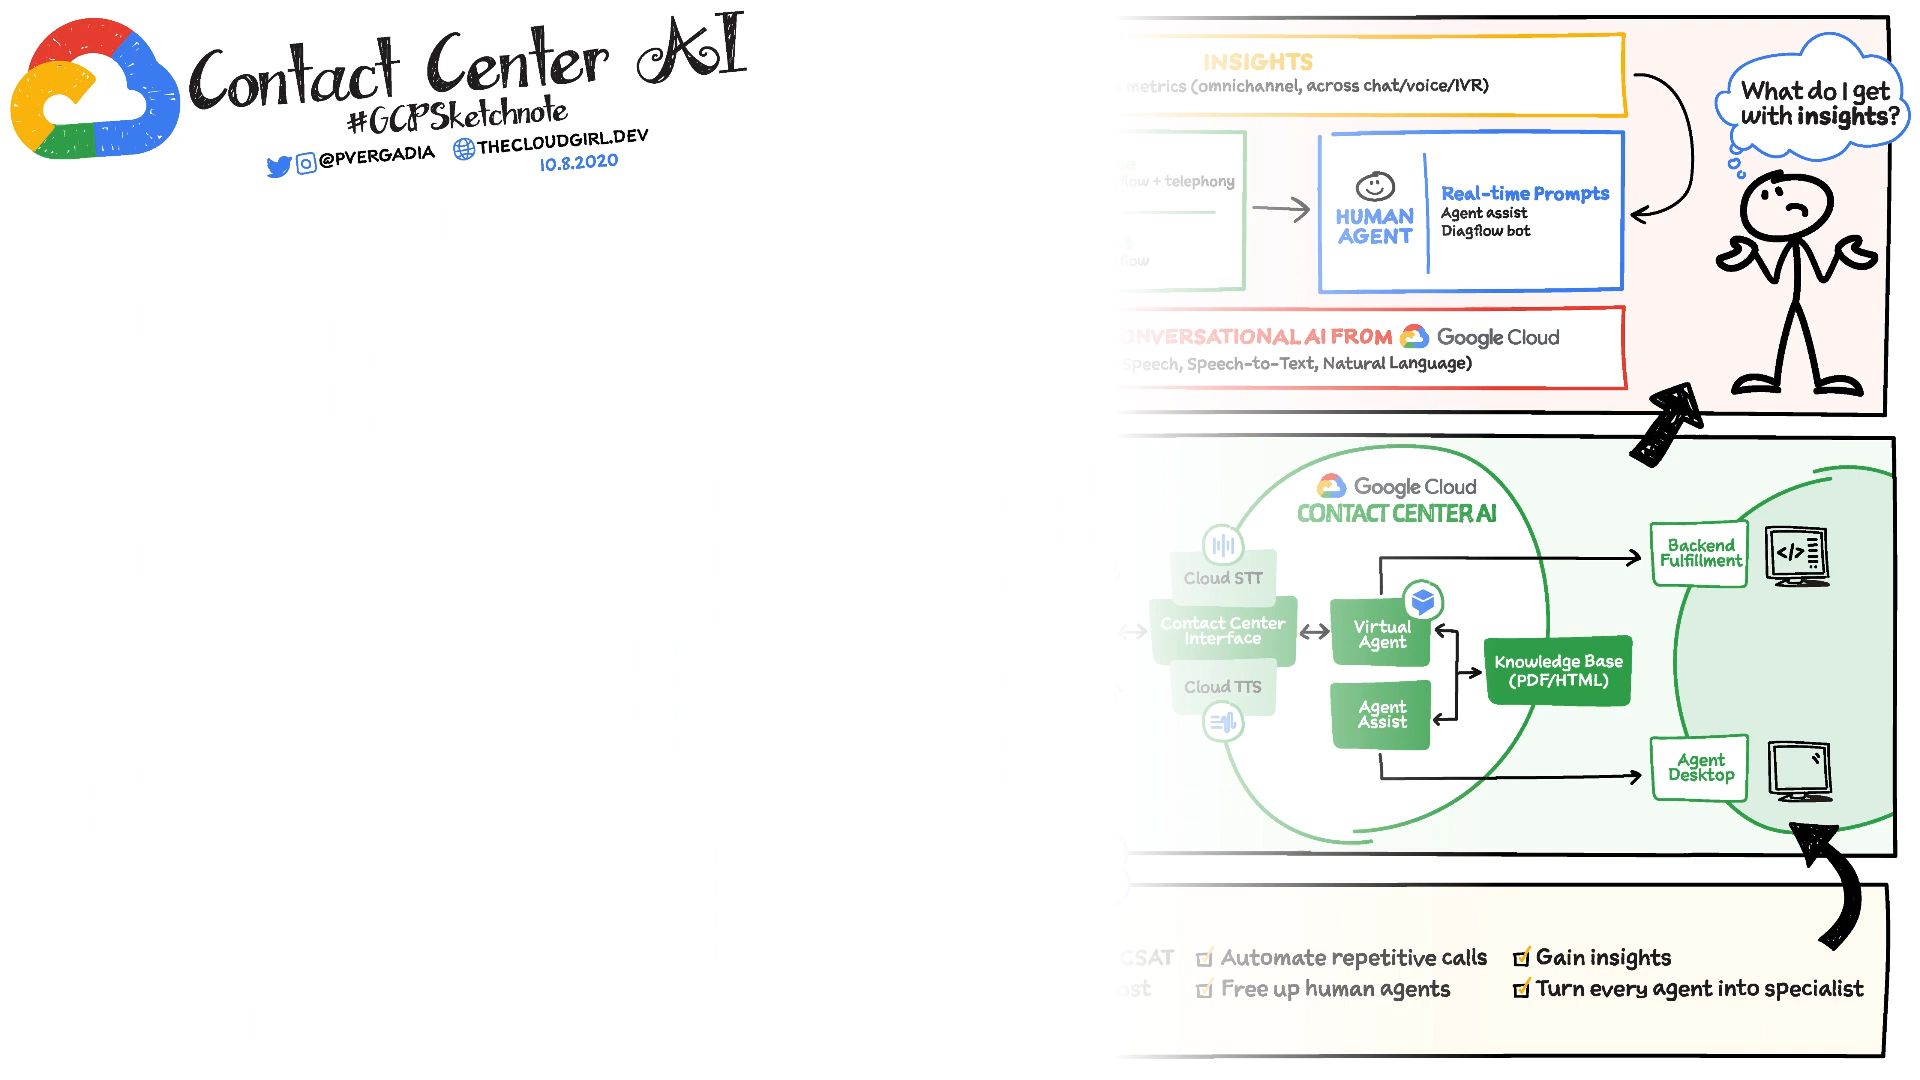 Contact Center AI
#GCPSketchnote
@PVERGADIA THECLOUDGIRL.DEV
10.8.2020
INSIGHTS
metrics (omnichannel, across chat/voice/IVR)
What do I get
with insights?
+ telephony
HUMAN
AGENT
Real-time Prompts
Agent assist
Diagflow bot
AI FROM Google Cloud
Speech, Speech-to-Text, Natural Language)
Google Cloud
CONTACT CENTER AI
Cloud STT
Contact Center
Interface
Cloud TTS
Virtual
Agent
Agent
Assist
Knowledge Base
(PDF/HTML)
Backend
Fulfillment
</>
Agent
Desktop
CSAT
Automate repetitive calls
Gain insights
Free up human agents
Turn every agent into specialist